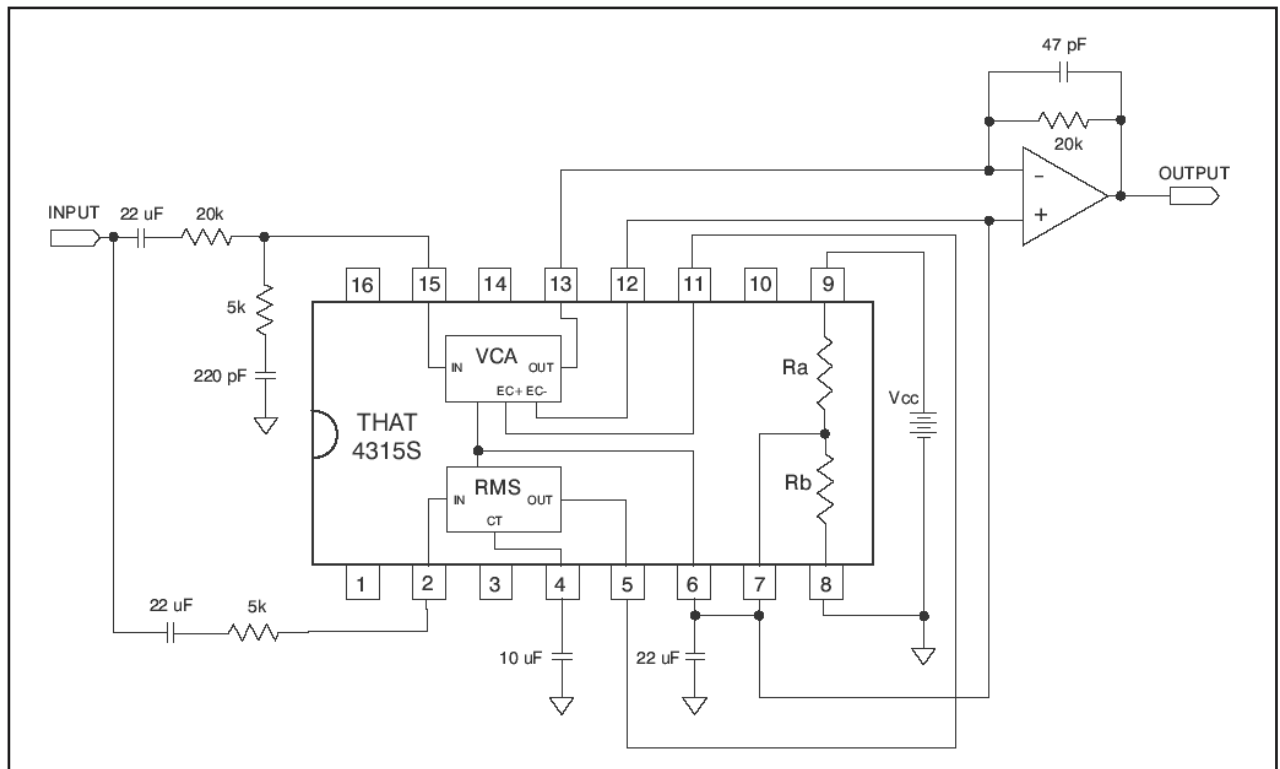 47 pF
20k
OUTPUT
−
+
INPUT
22 uF
20k
5k
220 pF
16
15
14
13
12
11
10
9
VCA
IN
OUT
EC+ EC-
Ra
Vcc
THAT
4315S
RMS
IN
OUT
CT
Rb
1
2
3
4
5
6
7
8
22 uF
5k
10 uF
22 uF